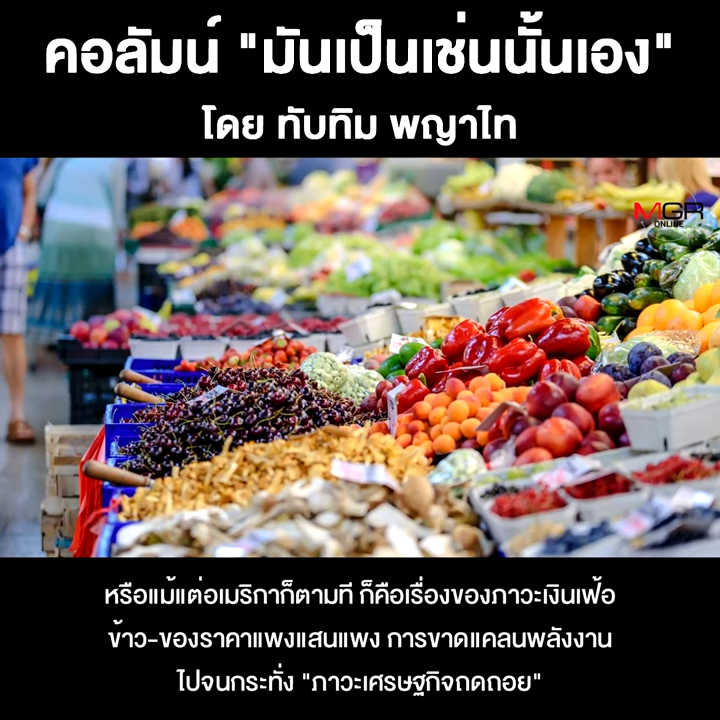 คอลัมน์ "มันเป็นเช่นนั้นเอง"
โดย ทับทิม พญาไท
MGR
ONLINE
หรือแม้แต่อเมริกาก็ตามที ก็คือเรื่องของภาวะเงินเฟ้อ
ข้าว-ของราคาแพงแสนแพง การขาดแคลนพลังงาน
ไปจนกระทั่ง "ภาวะเศรษฐกิจถดถอย"